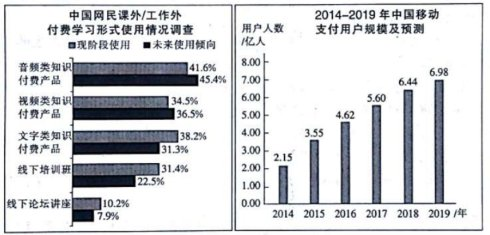 中国网民课外/工作外
付费学习形式使用情况调查
现阶段使用 未来使用倾向
音频类知识
付费产品
41.6%
45.4%
视频类知识
付费产品
34.5%
36.5%
文字类知识
付费产品
38.2%
31.3%
线下培训班
31.4%
22.5%
线下论坛讲座
10.2%
7.9%
2014-2019年中国移动
支付用户规模及预测
用户人数
/亿人
8.00
7.00
6.00
5.00
4.00
3.00
2.00
1.00
0.00
2.15
3.55
4.62
5.60
6.44
6.98
2014 2015 2016 2017 2018 2019 /年